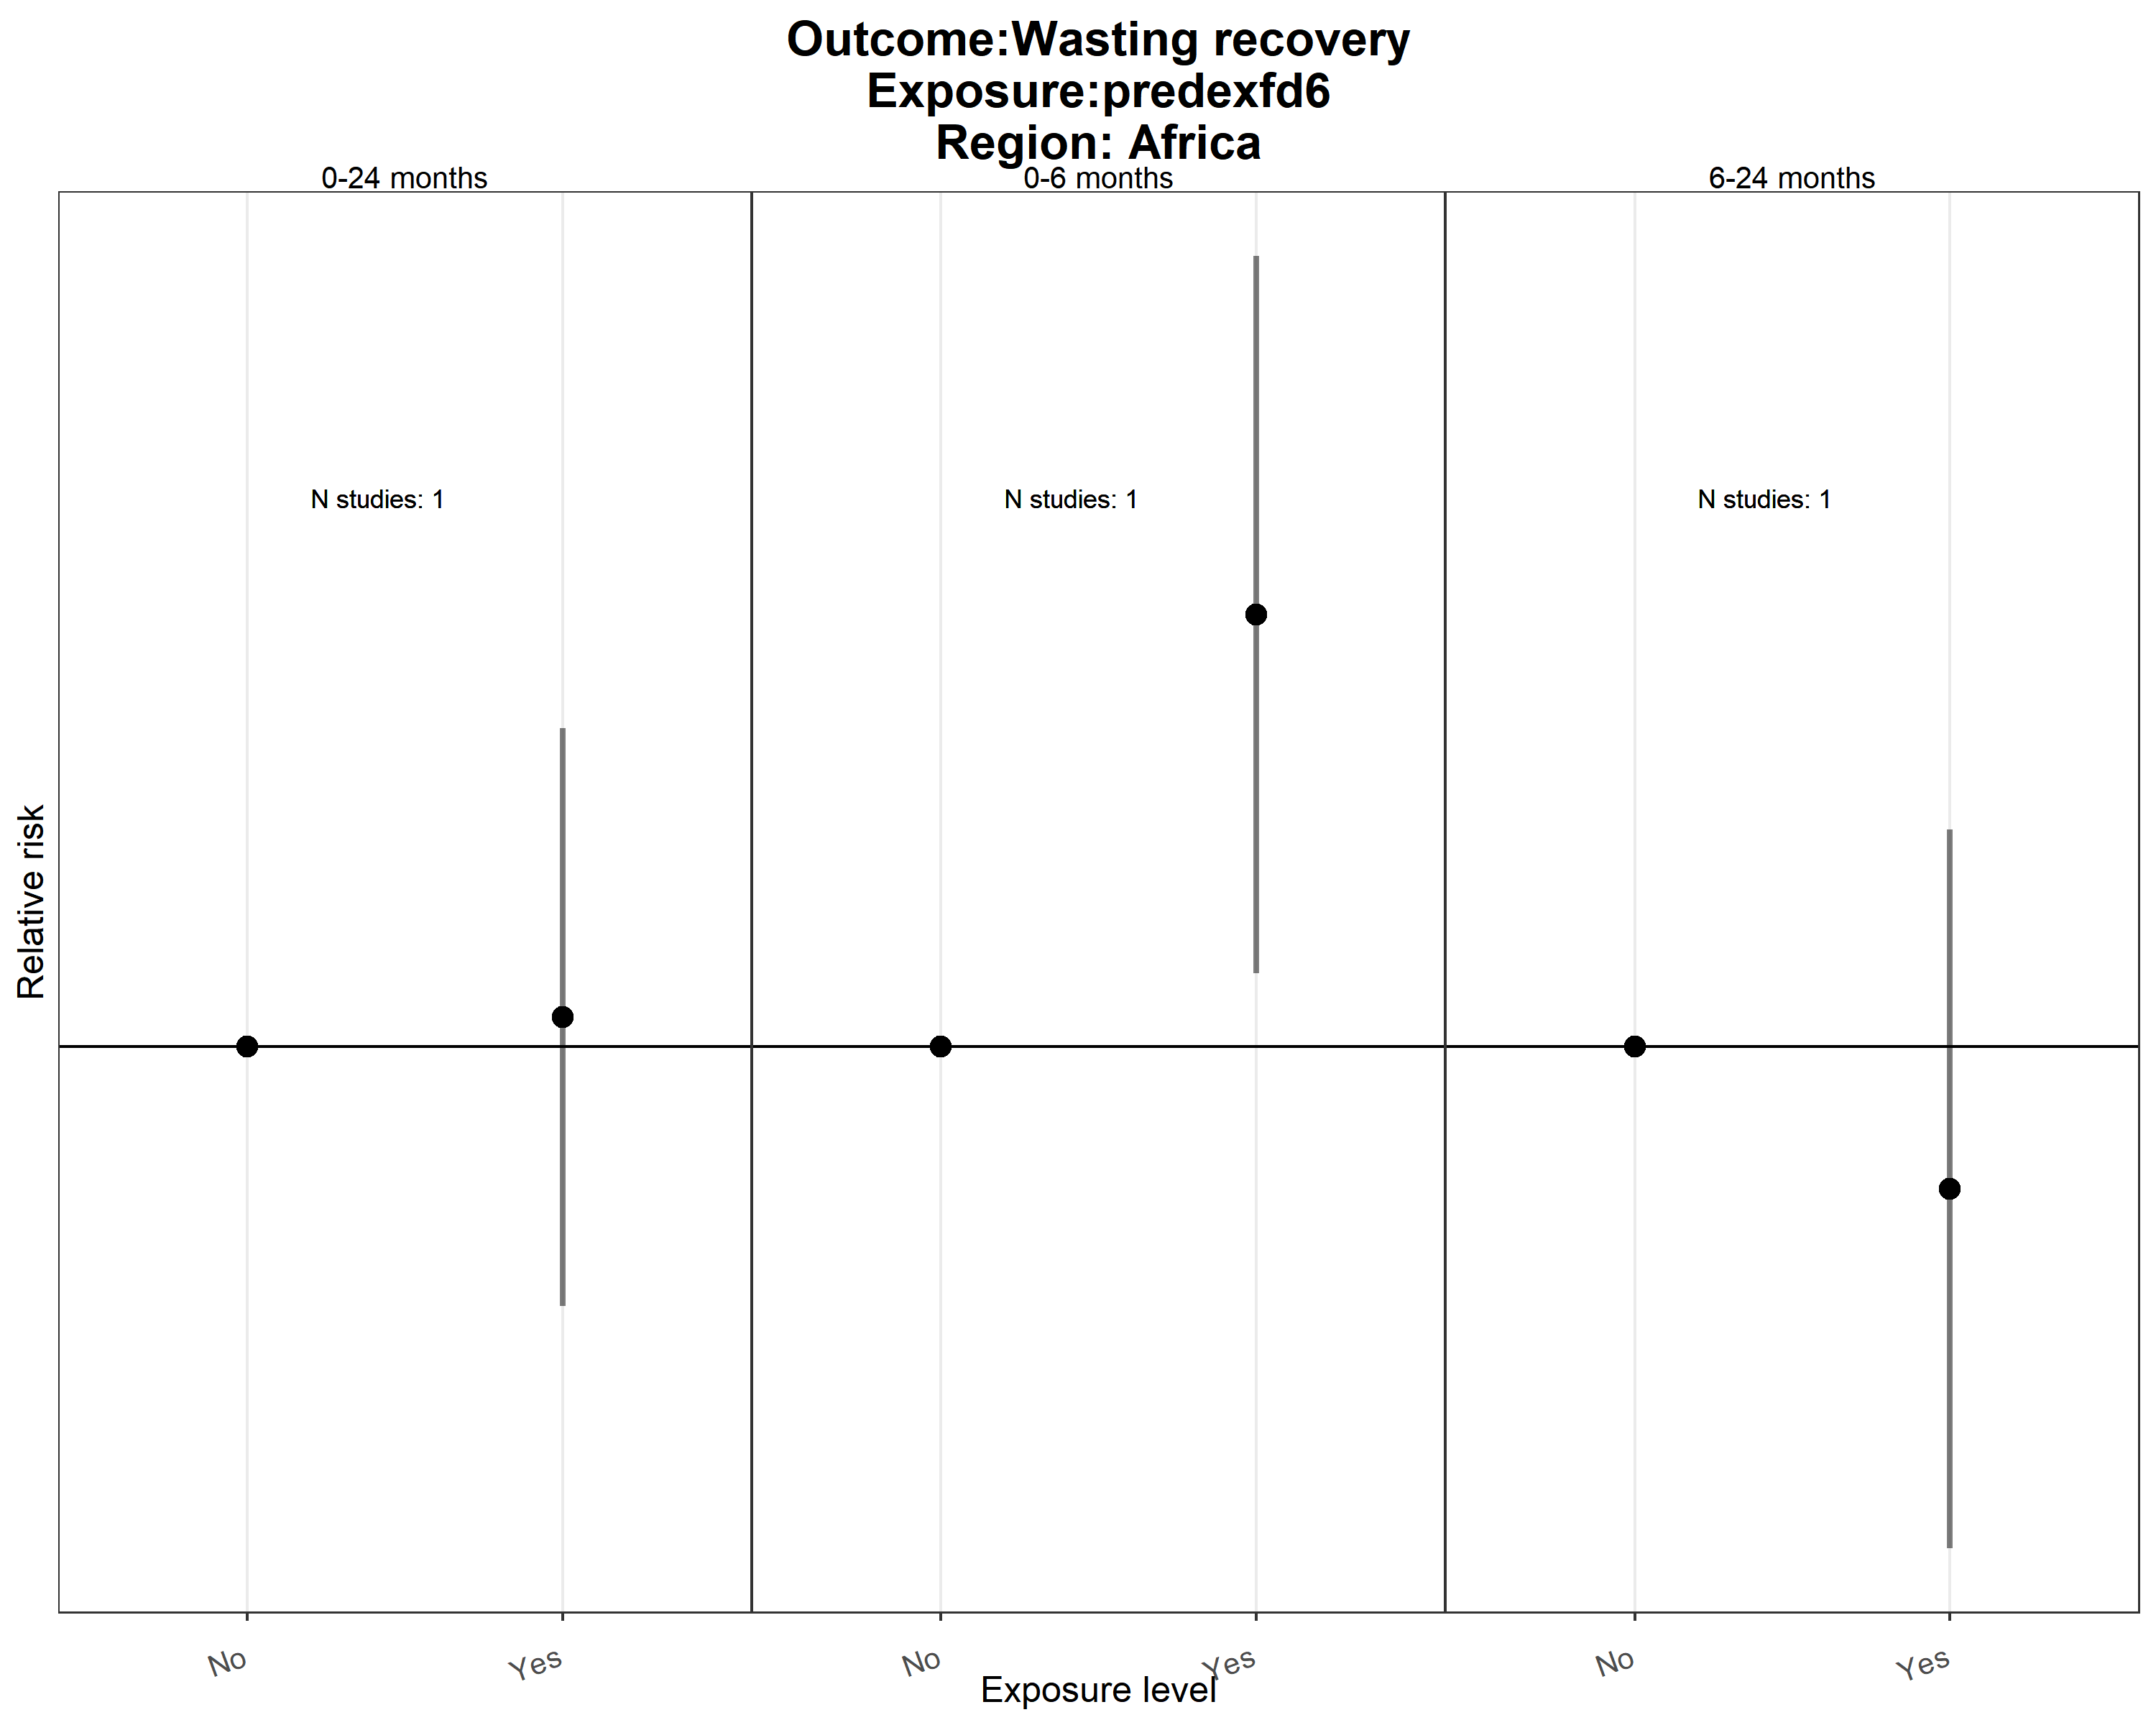 Outcome:Wasting recovery
Exposure:predexfd6
Region: Africa
0-24 months
0-6 months
6-24 months
N studies: 1
N studies: 1
N studies: 1
Relative risk
No
Yes
No
Yes
No
Yes
Exposure level